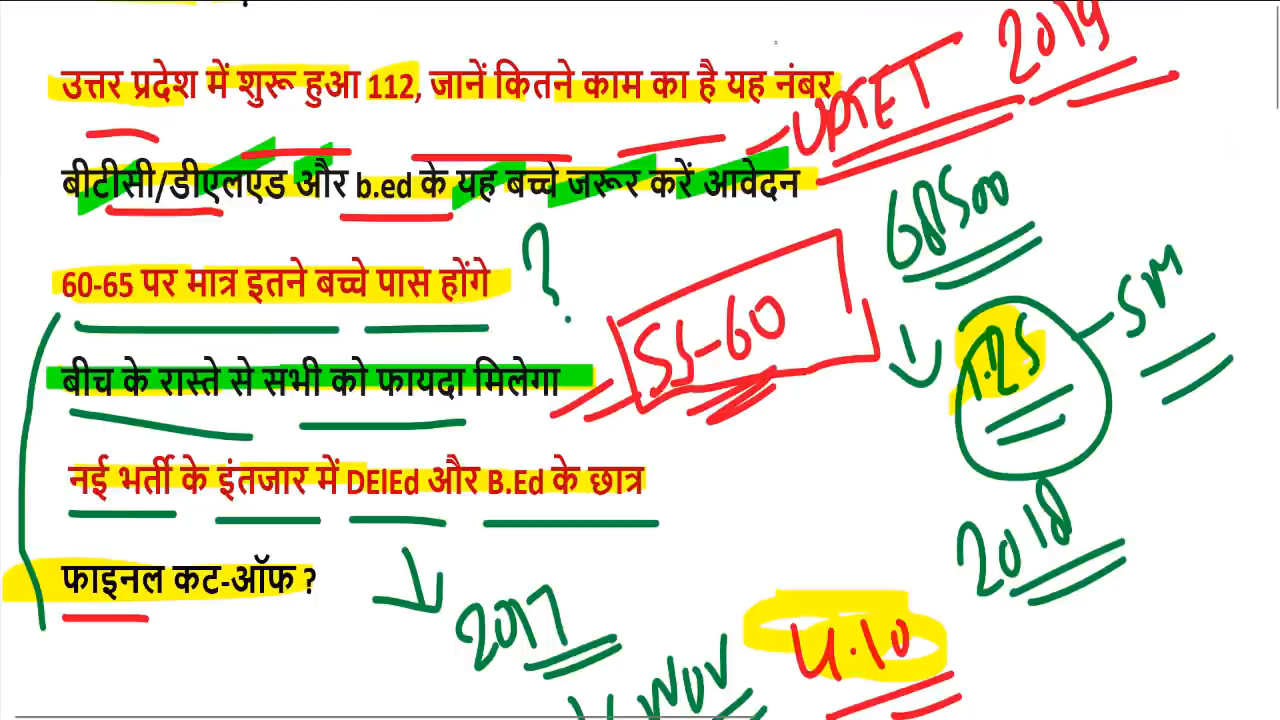 उत्तर प्रदेश में शुरू हुआ 112, जानें कितने काम का है यह नंबर
UPTET 2019
बीटीसी/डीएलएड और b.ed के यह बच्चे जरूर करें आवेदन
68500
60-65 पर मात्र इतने बच्चे पास होंगे ?
55-60
5M
1.25
बीच के रास्ते से सभी को फायदा मिलेगा
नई भर्ती के इंतजार में DElEd और B.Ed के छात्र
2018
फाइनल कट-ऑफ ?
2017
4.10
NOV